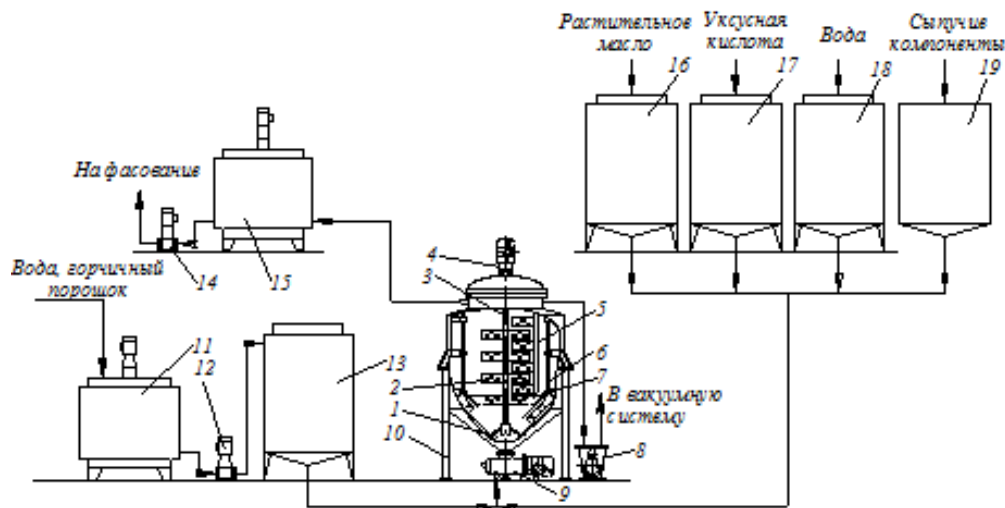 Растительное
масло
Уксусная
кислота
Вода
Сыпучие
компоненты
16
17
18
19
На фасование
14
15
4
3
5
6
7
2
1
10
9
8
В вакуумную
систему
Вода, горчичный
порошок
11
12
13